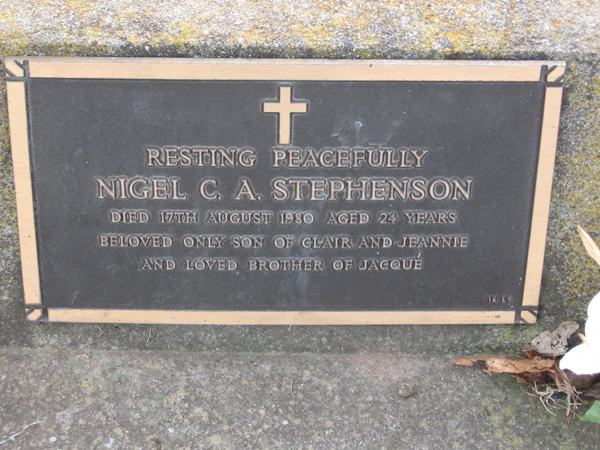 RESTING PEACEFULLY
NIGEL C. A. STEPHENSON
DIED 17TH AUGUST 1980 AGED 24 YEARS
BELOVED ONLY SON OF CLAIR AND JEANNIE
AND LOVED BROTHER OF JACQUÉ